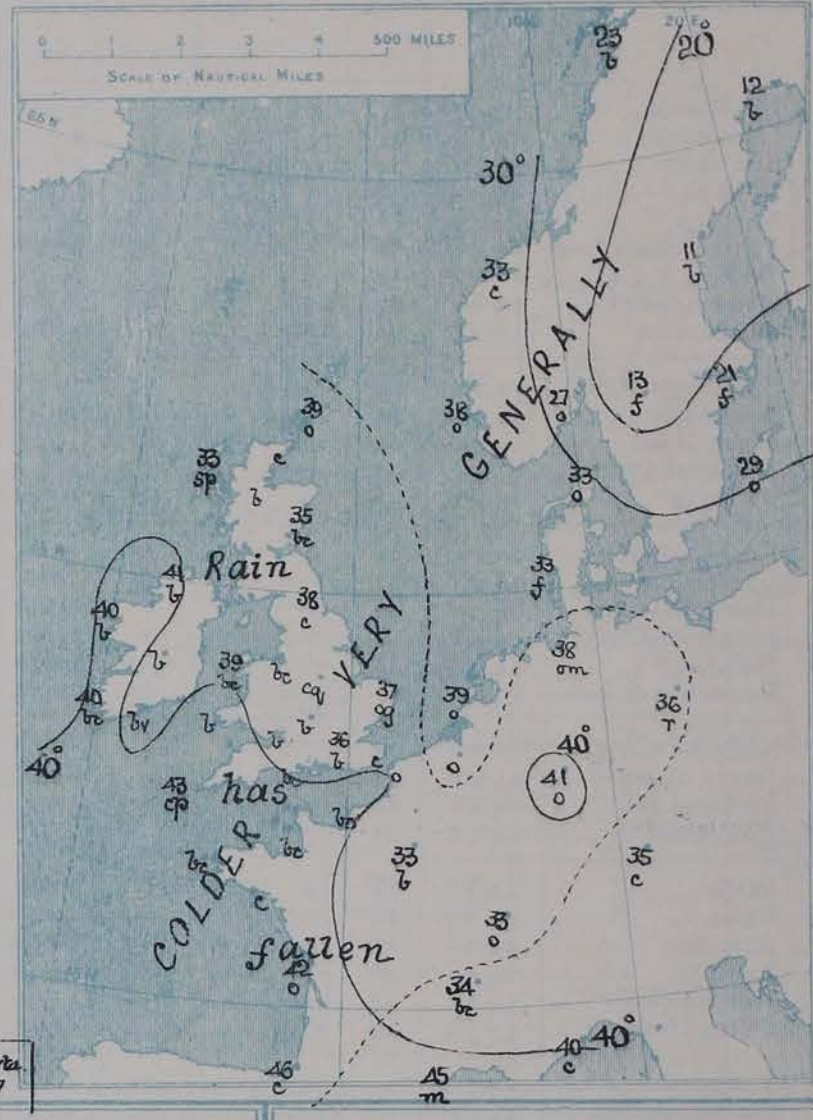 0 1 2 3 4 500 MILES
SCALE OF NAUTICAL MILES
10°E
20°E
20°
23
b
12
b
65 N
30°
33
c
11
b
GENERALLY
13
f
21
f
27
o
38
o
39
o
c
33
sp
b
29
o
33
o
35
bc
Rain
41
b
33
f
40
b
38
c
VERY
b
39
bc
bc
cq
38
om
37
og
39
o
36
r
40
bc
bv
b
b
b
36
b
c
o
40°
40°
41
o
43
cp
has
COLDER
bc
bc
33
b
35
c
c
fallen
33
o
42
o
34
bc
40°
40
c
46
c
45
m